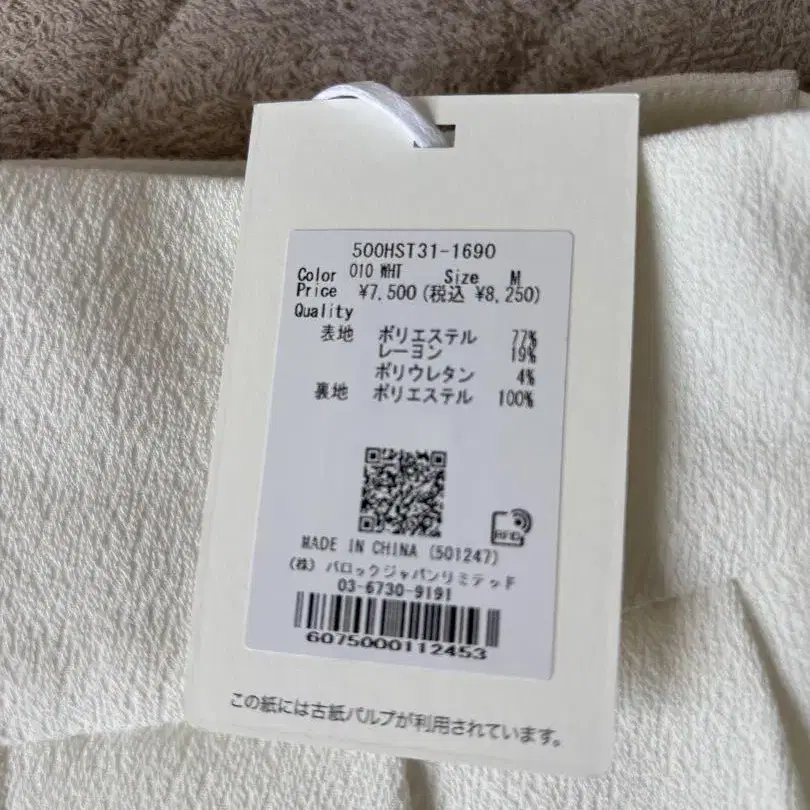 500HST31-1690
Color 010 WHT Size M
Price ¥7,500(税込 ¥8,250)
Quality
表地 ポリエステル 77%
レーヨン 19%
ポリウレタン 4%
裏地 ポリエステル 100%
RFID
MADE IN CHINA (501247)
(株) バロックジャパンリミテッド
03-6730-9191
6075000112453
この紙には古紙パルプが利用されています。